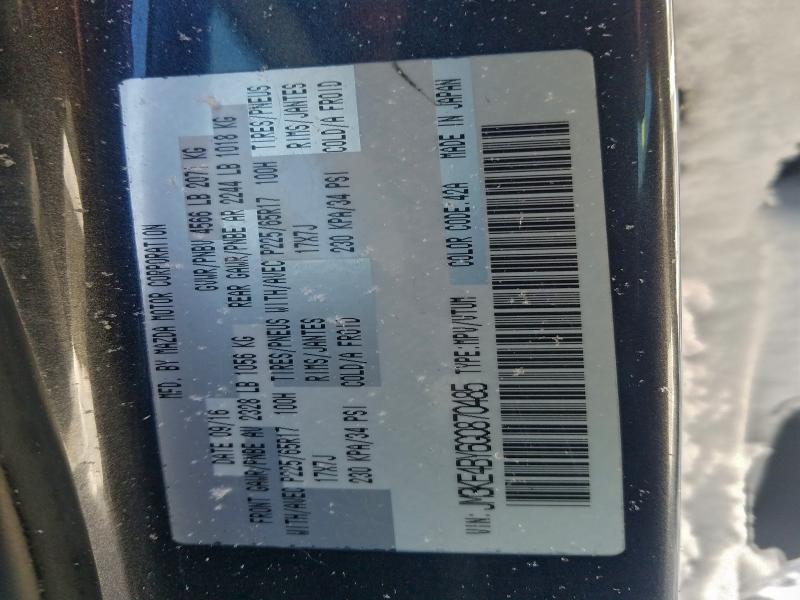 MFD. BY MAZDA MOTOR CORPORATION
DATE 09/16 GVWR/PNBV 4566 LB 2071 KG
FRONT GAWR/PNBE AV 2328 LB 1056 KG REAR GAWR/PNBE AR 2244 LB 1018 KG
WITH/AVEC P225/65R17 100H TIRES/PNEUS WITH/AVEC P225/65R17 100H TIRES/PNEUS
17X7J RIMS/JANTES 17X7J RIMS/JANTES
230 KPA/34 PSI COLD/A FROID 230 KPA/34 PSI COLD/A FROID
VIN: JM3KE4BY6G0870485 TYPE:MPV/VTUM COLOR CODE:42A MADE IN JAPAN